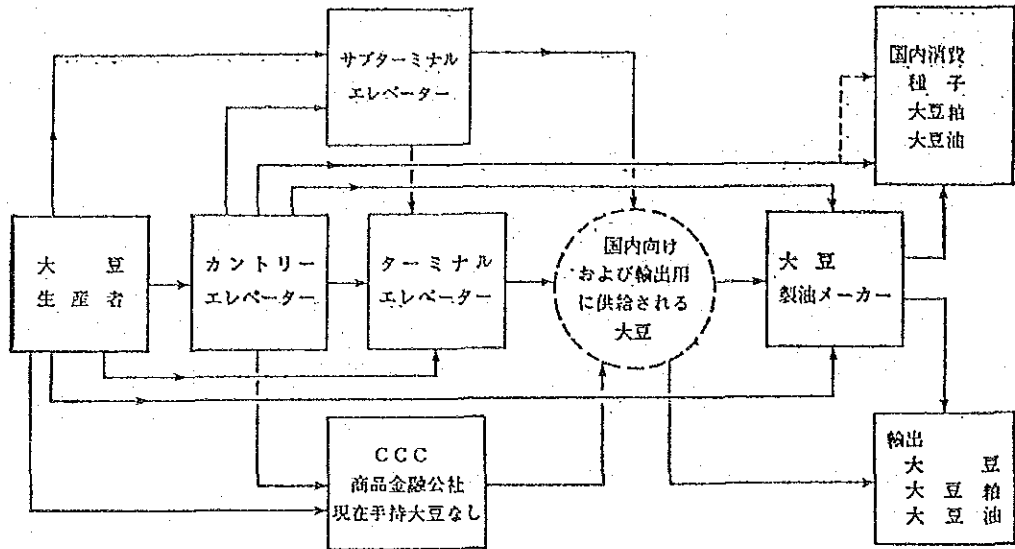 サブターミナル
エレベーター
国内消費
種子
大豆粕
大豆油
大豆
生産者
カントリー
エレベーター
ターミナル
エレベーター
国内向け
および輸出用
に供給される
大豆
大豆
製油メーカー
CCC
商品金融公社
現在手持大豆なし
輸出
大豆
大豆粕
大豆油